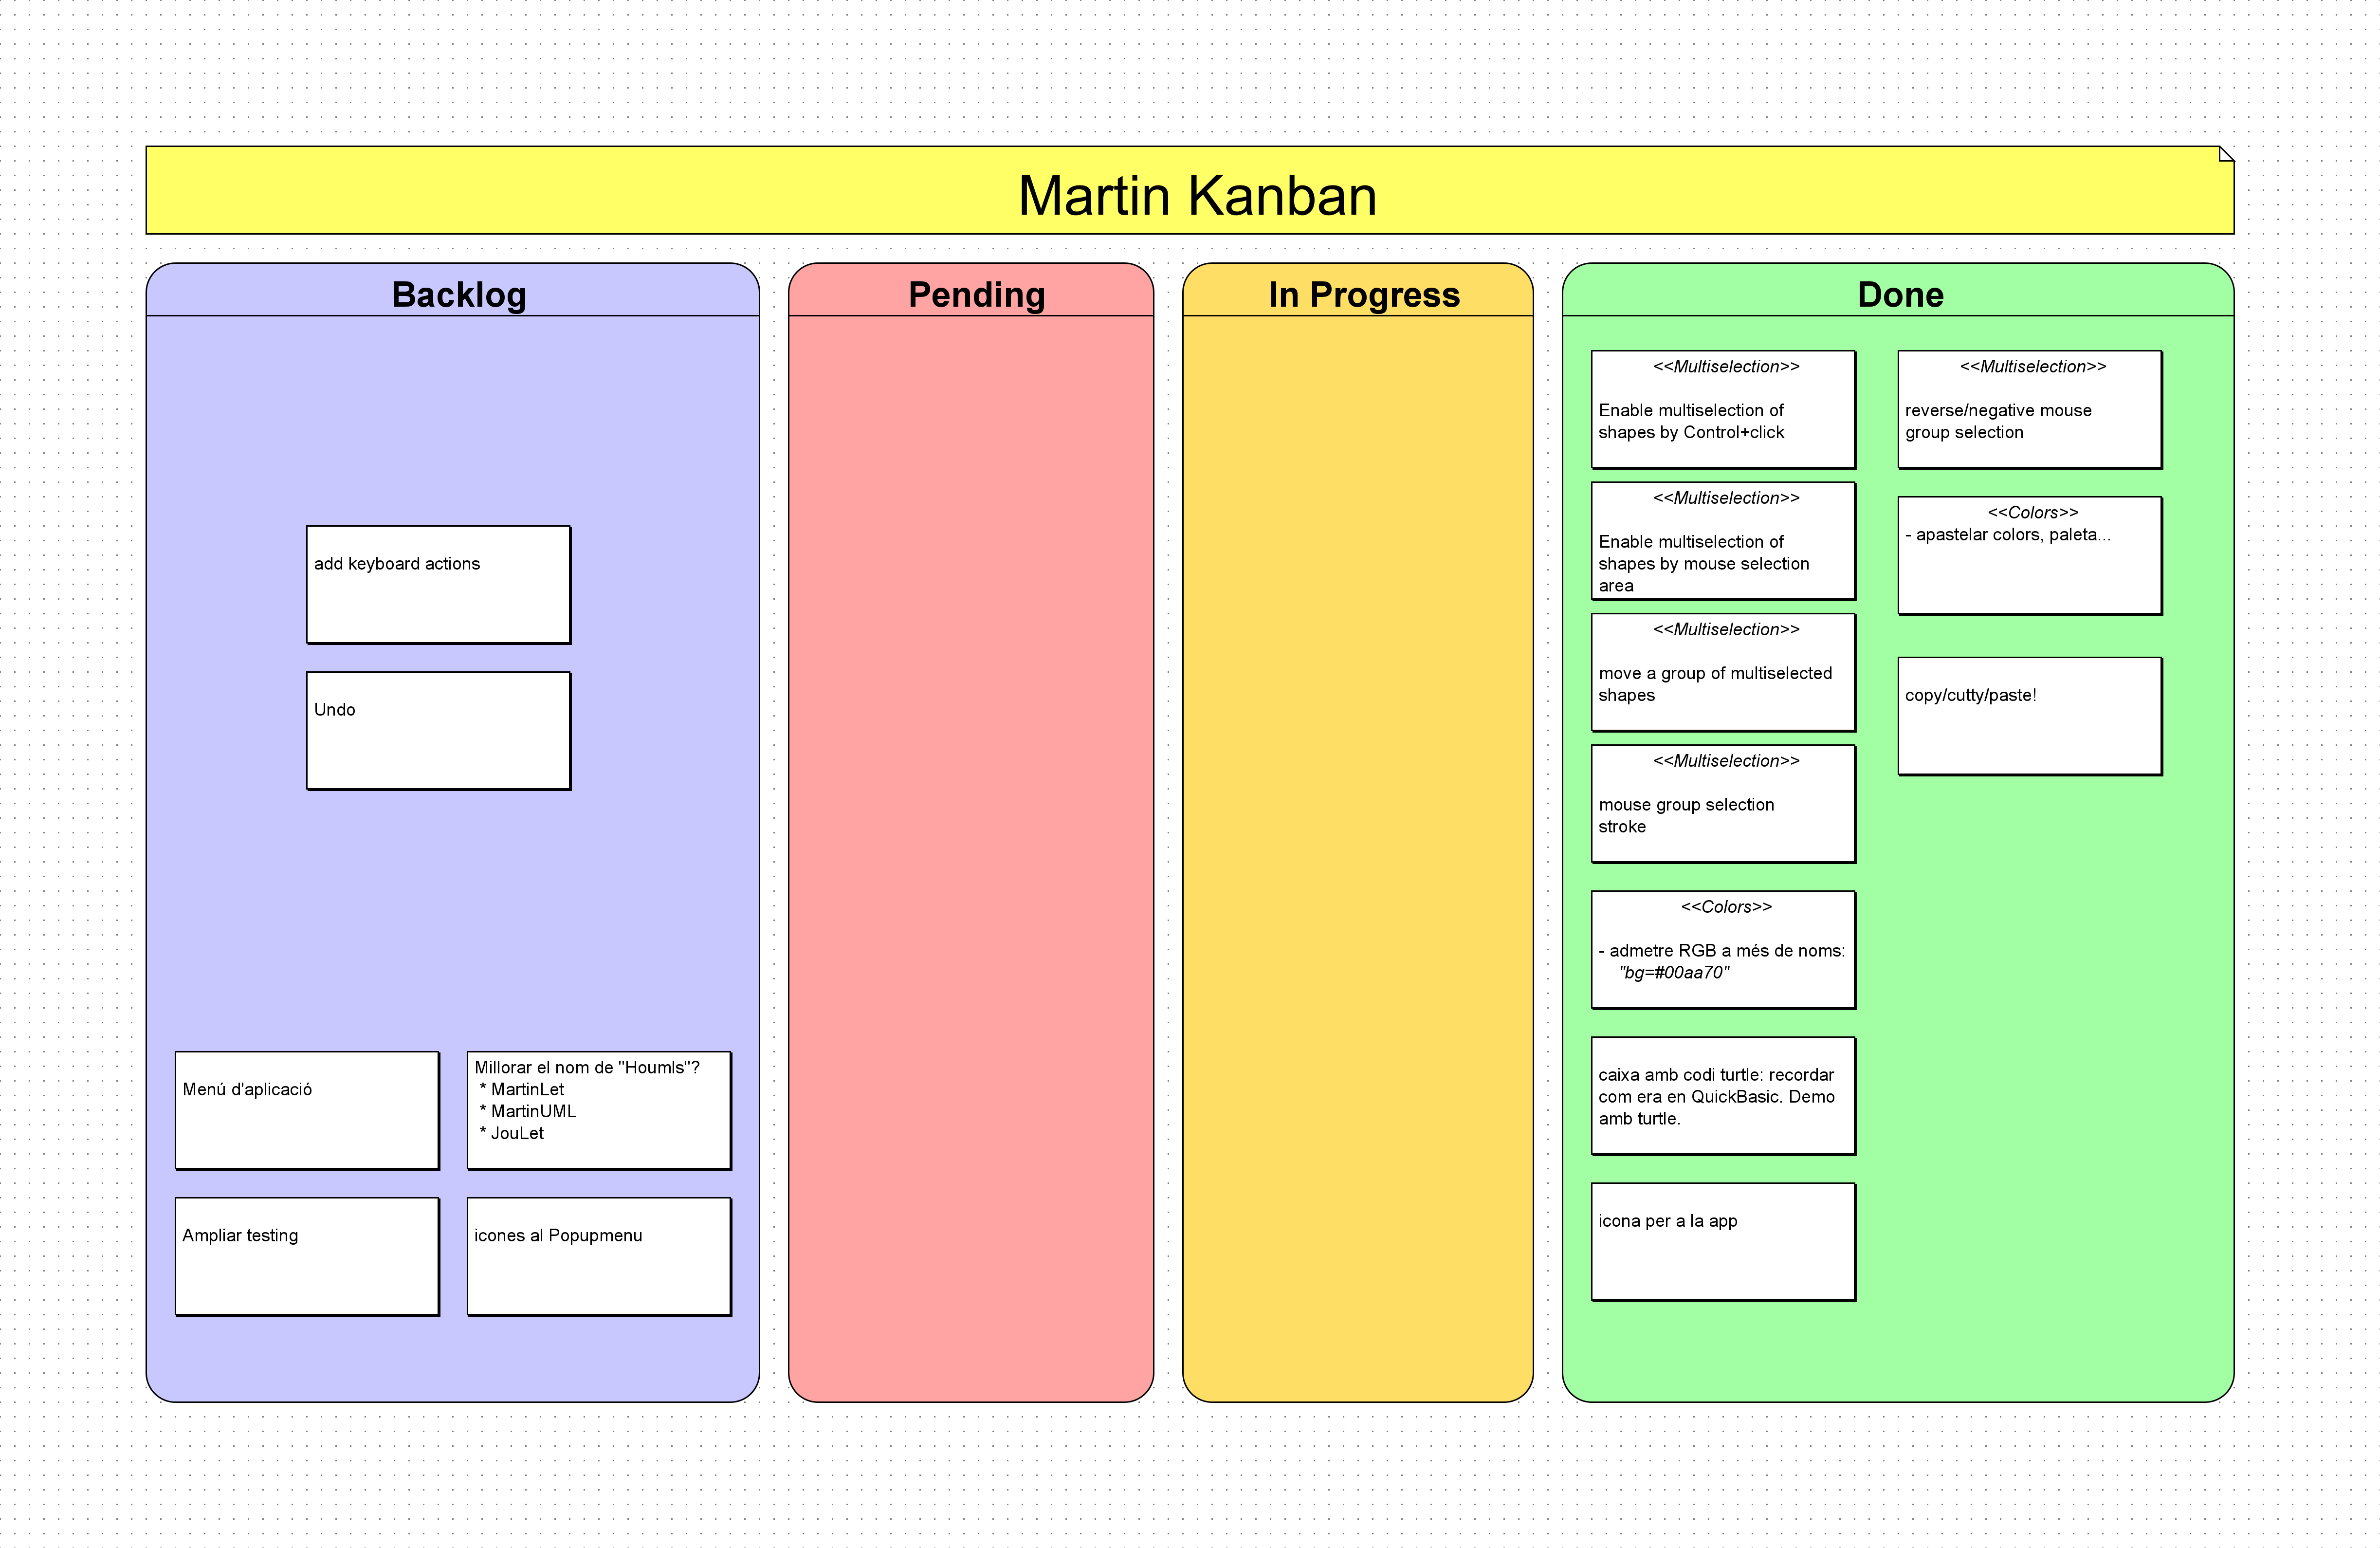 Martin Kanban
Backlog
add keyboard actions
Undo
Menú d'aplicació
Millorar el nom de "Houmls"?
* MartinLet
* MartinUML
* JouLet
Ampliar testing
icones al Popupmenu
Pending
In Progress
Done
<<Multiselection>>
Enable multiselection of
shapes by Control+click
<<Multiselection>>
Enable multiselection of
shapes by mouse selection
area
<<Multiselection>>
move a group of multiselected
shapes
<<Multiselection>>
mouse group selection
stroke
<<Colors>>
- admetre RGB a més de noms:
"bg=#00aa70"
caixa amb codi turtle: recordar
com era en QuickBasic. Demo
amb turtle.
icona per a la app
<<Multiselection>>
reverse/negative mouse
group selection
<<Colors>>
- apastelar colors, paleta...
copy/cutty/paste!